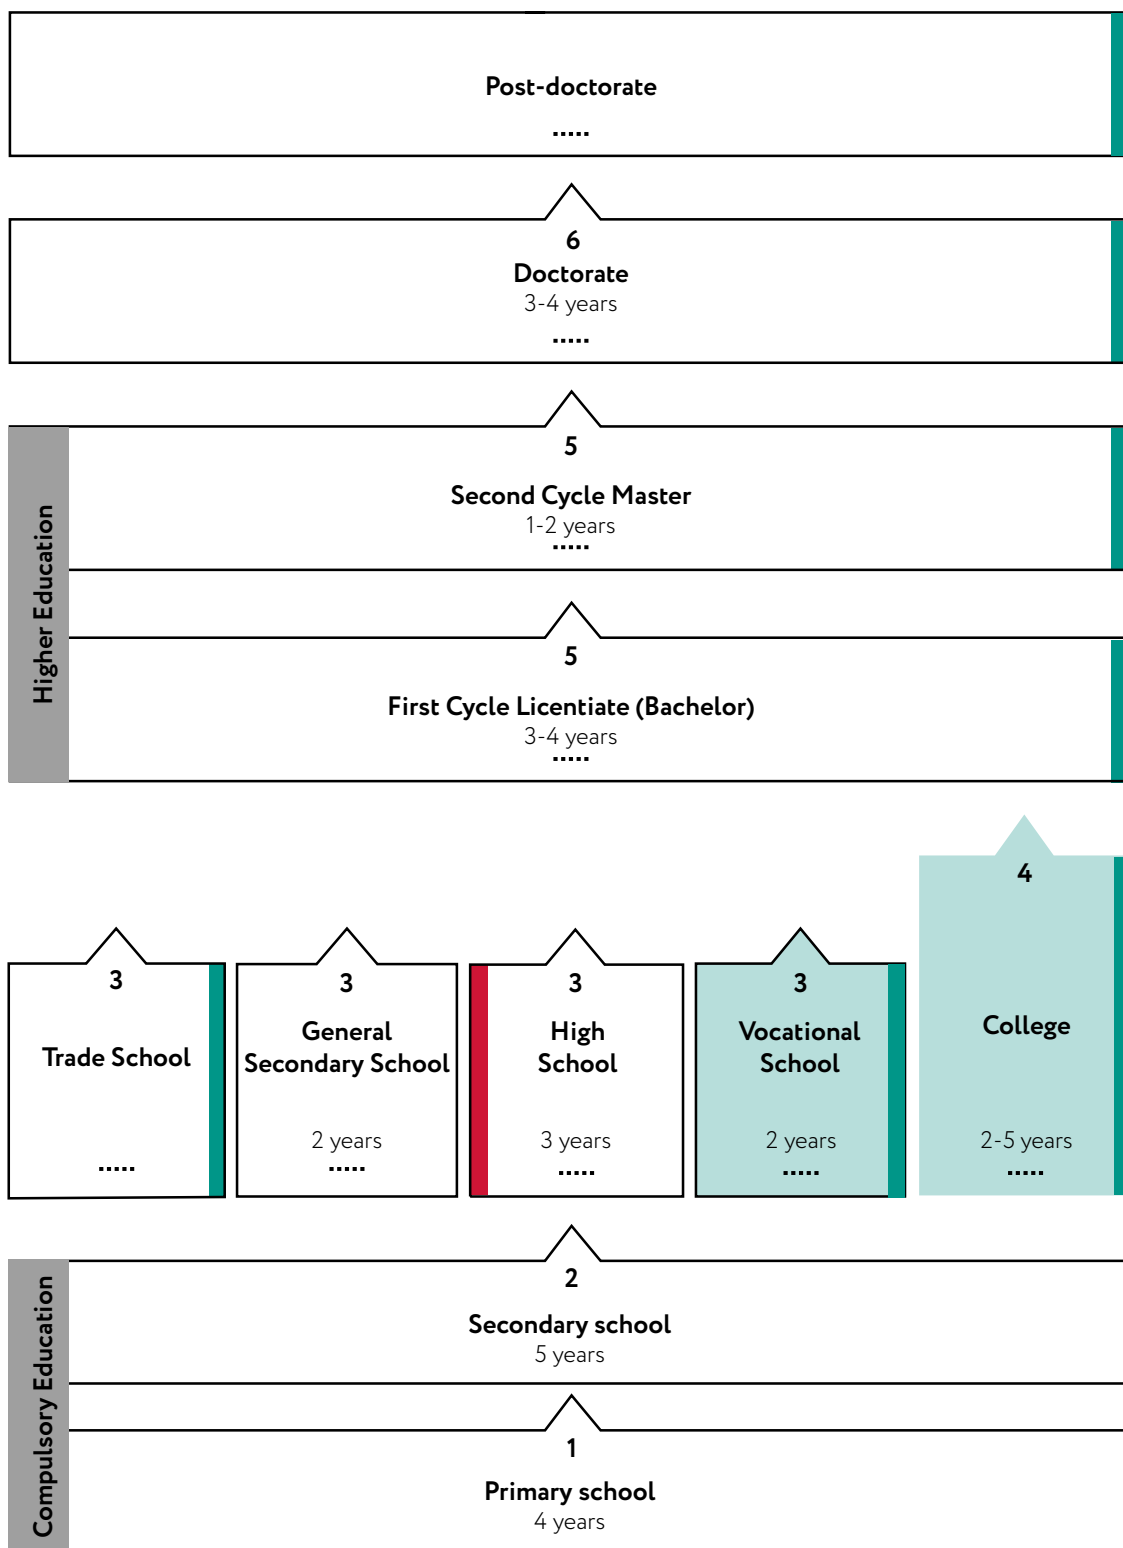 Post-doctorate
.....
6
Doctorate
3-4 years
.....
Higher Education
5
Second Cycle Master
1-2 years
.....
5
First Cycle Licentiate (Bachelor)
3-4 years
.....
3
Trade School
.....
3
General
Secondary School
2 years
.....
3
High
School
3 years
.....
3
Vocational
School
2 years
.....
4
College
2-5 years
.....
Compulsory Education
2
Secondary school
5 years
1
Primary school
4 years